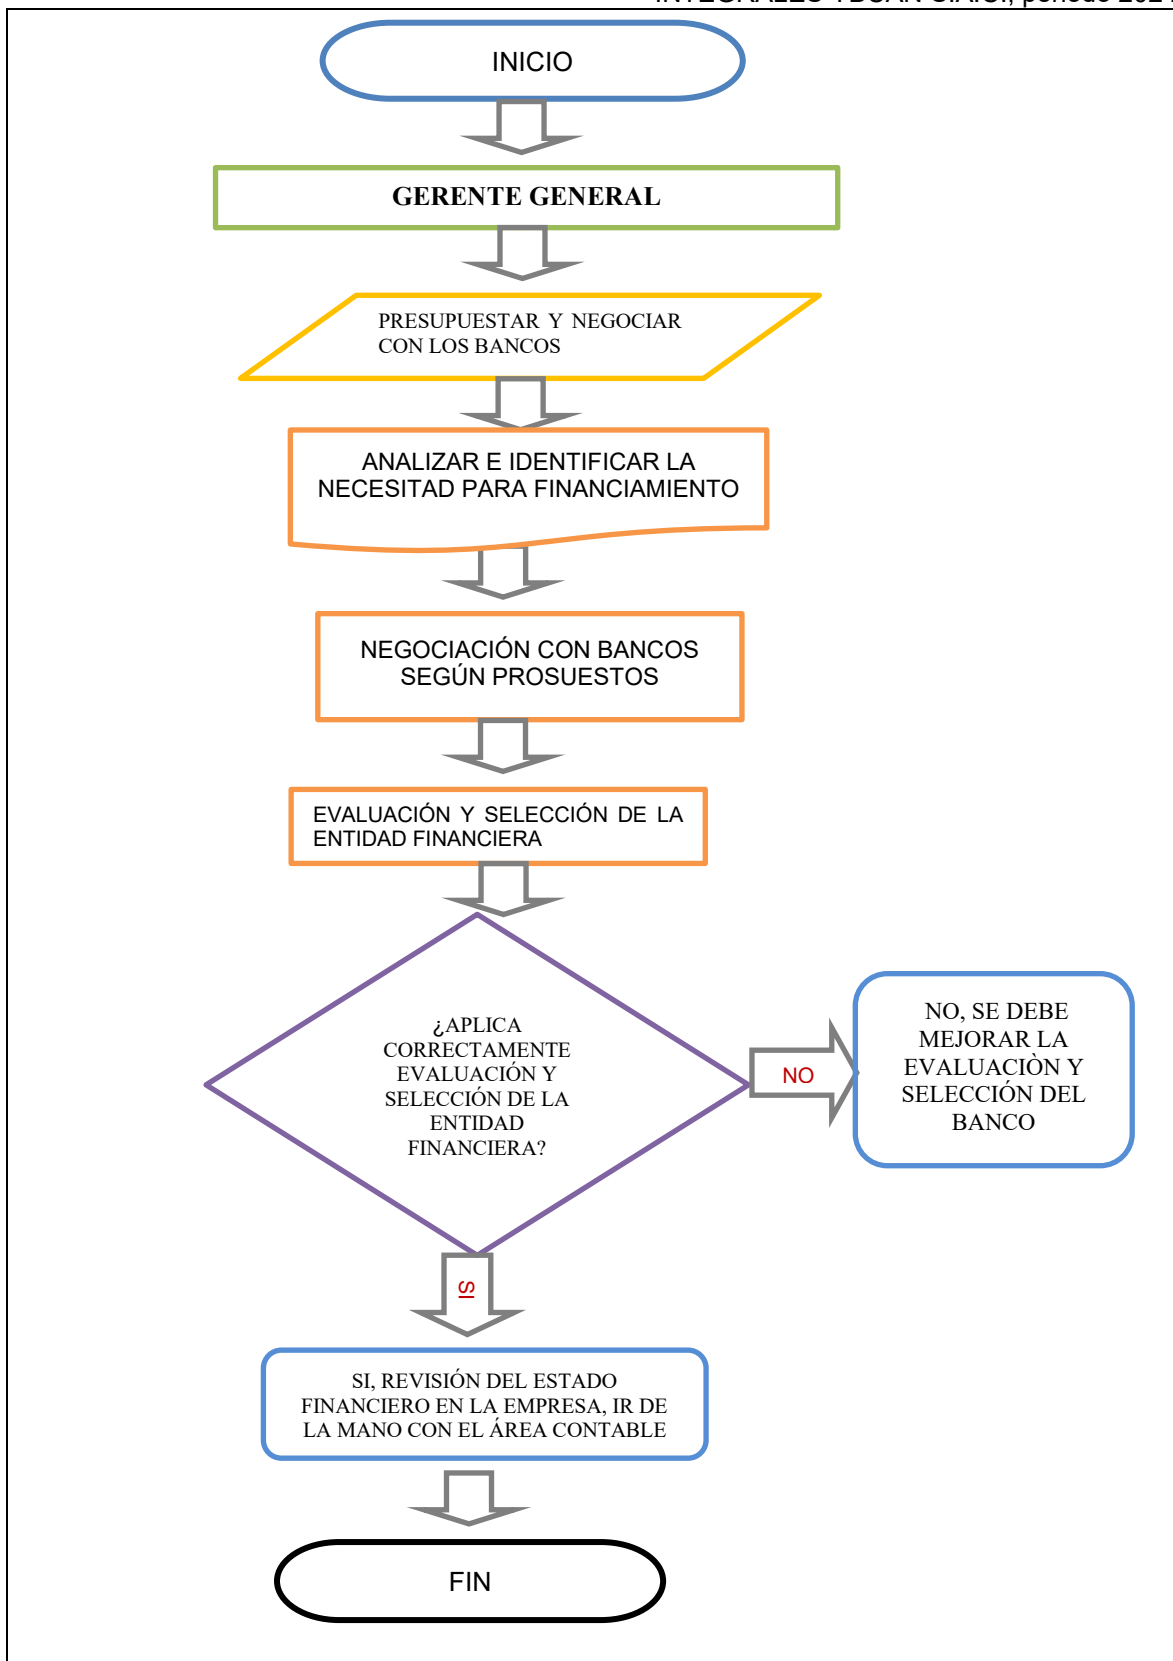 INICIO
GERENTE GENERAL
PRESUPUESTAR Y NEGOCIAR
CON LOS BANCOS
ANALIZAR E IDENTIFICAR LA
NECESITAD PARA FINANCIAMIENTO
NEGOCIACIÓN CON BANCOS
SEGÚN PROSUESTOS
EVALUACIÓN Y SELECCIÓN DE LA
ENTIDAD FINANCIERA
¿APLICA
CORRECTAMENTE
EVALUACIÓN Y
SELECCIÓN DE LA
ENTIDAD
FINANCIERA?
NO
NO, SE DEBE
MEJORAR LA
EVALUACIÒN Y
SELECCIÓN DEL
BANCO
SI
SI, REVISIÓN DEL ESTADO
FINANCIERO EN LA EMPRESA, IR DE
LA MANO CON EL ÁREA CONTABLE
FIN